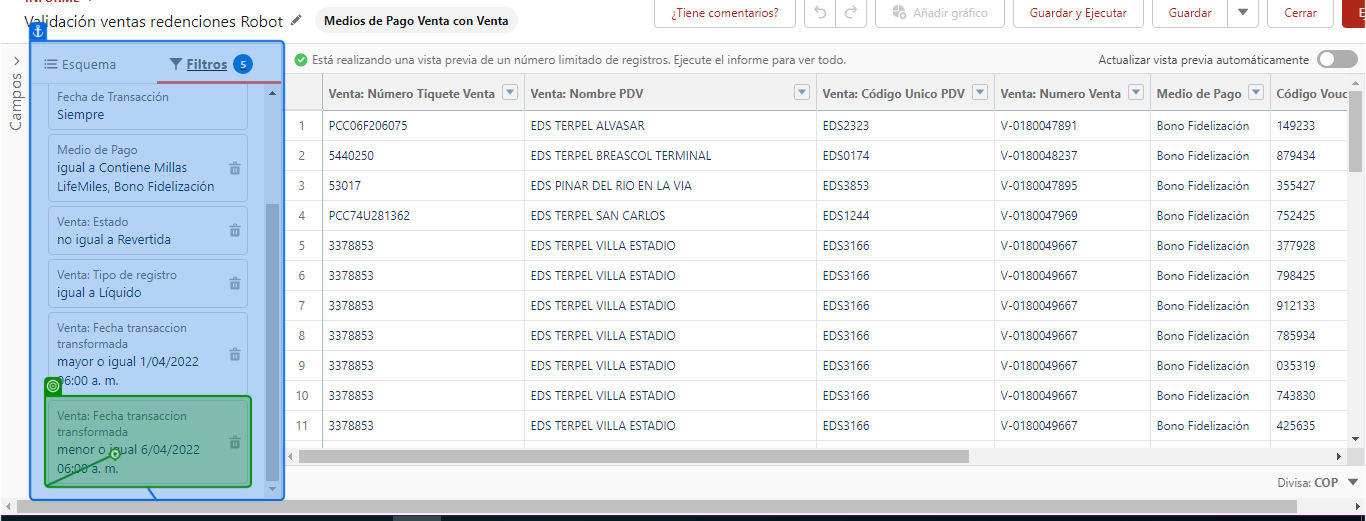 INFORME
Validación ventas redenciones Robot
Medios de Pago Venta con Venta
¿Tiene comentarios?
Añadir gráfico
Guardar y Ejecutar
Guardar
Cerrar
Campos
Esquema
Filtros 5
Fecha de Transacción
Siempre
Medio de Pago
igual a Contiene Millas
LifeMiles, Bono Fidelización
Venta: Estado
no igual a Revertida
Venta: Tipo de registro
igual a Líquido
Venta: Fecha transaccion
transformada
mayor o igual 1/04/2022
06:00 a. m.
Venta: Fecha transaccion
transformada
menor o igual 6/04/2022
06:00 a. m.
Está realizando una vista previa de un número limitado de registros. Ejecute el informe para ver todo.
Actualizar vista previa automáticamente
Venta: Número Tiquete Venta Venta: Nombre PDV Venta: Código Unico PDV Venta: Numero Venta Medio de Pago Código Vouc
1 PCC06F206075 EDS TERPEL ALVASAR EDS2323 V-0180047891 Bono Fidelización 149233
2 5440250 EDS TERPEL BREASCOL TERMINAL EDS0174 V-0180048237 Bono Fidelización 879434
3 53017 EDS PINAR DEL RIO EN LA VIA EDS3853 V-0180047895 Bono Fidelización 355427
4 PCC74U281362 EDS TERPEL SAN CARLOS EDS1244 V-0180047969 Bono Fidelización 752425
5 3378853 EDS TERPEL VILLA ESTADIO EDS3166 V-0180049667 Bono Fidelización 377928
6 3378853 EDS TERPEL VILLA ESTADIO EDS3166 V-0180049667 Bono Fidelización 798425
7 3378853 EDS TERPEL VILLA ESTADIO EDS3166 V-0180049667 Bono Fidelización 912133
8 3378853 EDS TERPEL VILLA ESTADIO EDS3166 V-0180049667 Bono Fidelización 785934
9 3378853 EDS TERPEL VILLA ESTADIO EDS3166 V-0180049667 Bono Fidelización 035319
10 3378853 EDS TERPEL VILLA ESTADIO EDS3166 V-0180049667 Bono Fidelización 743830
11 3378853 EDS TERPEL VILLA ESTADIO EDS3166 V-0180049667 Bono Fidelización 425635
Divisa: COP